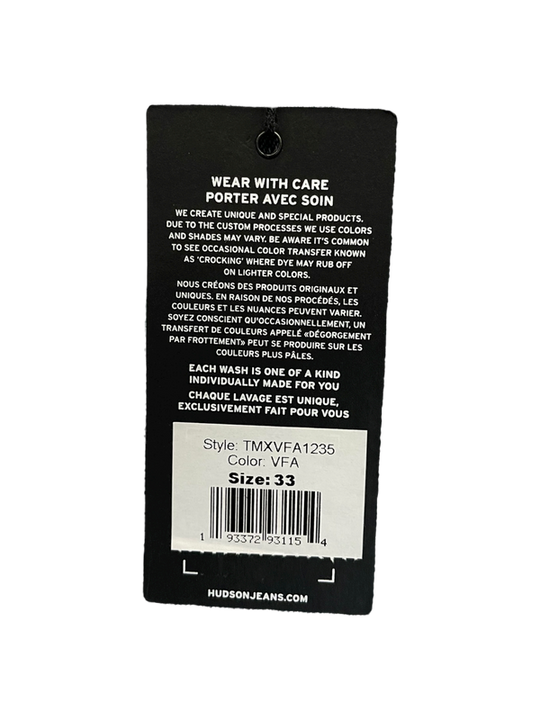 WEAR WITH CARE
PORTER AVEC SOIN
WE CREATE UNIQUE AND SPECIAL PRODUCTS.
DUE TO THE CUSTOM PROCESSES WE USE COLORS
AND SHADES MAY VARY. BE AWARE IT'S COMMON
TO SEE OCCASIONAL COLOR TRANSFER KNOWN
AS 'CROCKING' WHERE DYE MAY RUB OFF
ON LIGHTER COLORS.
NOUS CRÉONS DES PRODUITS ORIGINAUX ET
UNIQUES. EN RAISON DE NOS PROCÉDÉS, LES
COULEURS ET LES NUANCES PEUVENT VARIER.
SOYEZ CONSCIENT QU'OCCASIONNELLEMENT, UN
TRANSFERT DE COULEURS APPELÉ «DÉGORGEMENT
PAR FROTTEMENT» PEUT SE PRODUIRE SUR LES
COULEURS PLUS PÂLES.
EACH WASH IS ONE OF A KIND
INDIVIDUALLY MADE FOR YOU
CHAQUE LAVAGE EST UNIQUE,
EXCLUSIVEMENT FAIT POUR VOUS
Style: TMXVFA1235
Color: VFA
Size: 33
1 93372 93115 4
HUDSONJEANS.COM